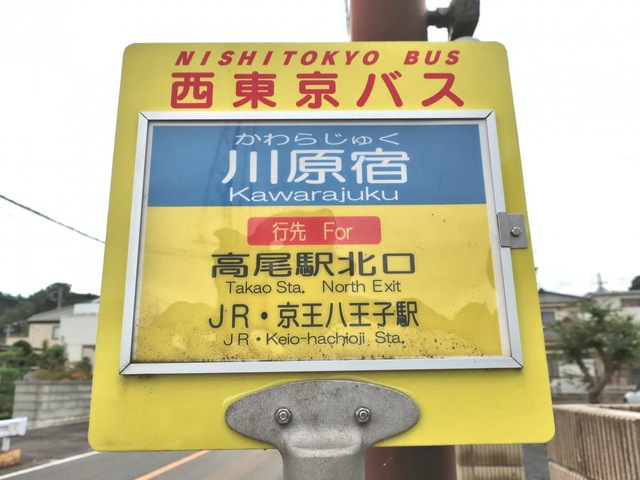 NISHITOKYO BUS
西東京バス
かわらじゅく
川原宿
Kawarajuku
行先 For
高尾駅北口
Takao Sta. North Exit
JR・京王八王子駅
JR・Keio-hachioji Sta.